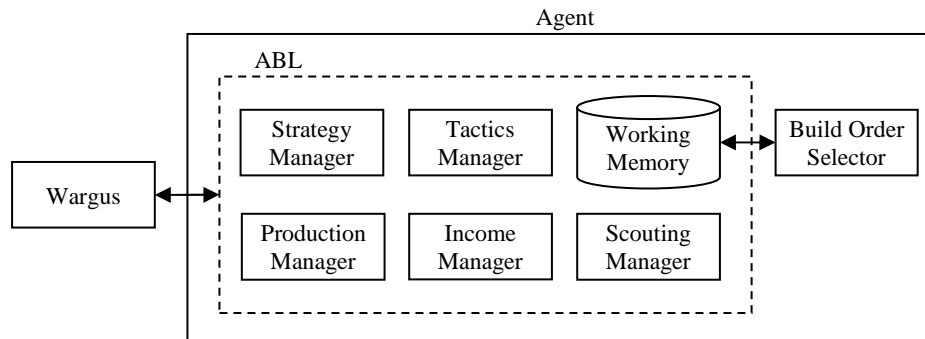 Agent
ABL
Strategy
Manager
Tactics
Manager
Working
Memory
Build Order
Selector
Wargus
Production
Manager
Income
Manager
Scouting
Manager